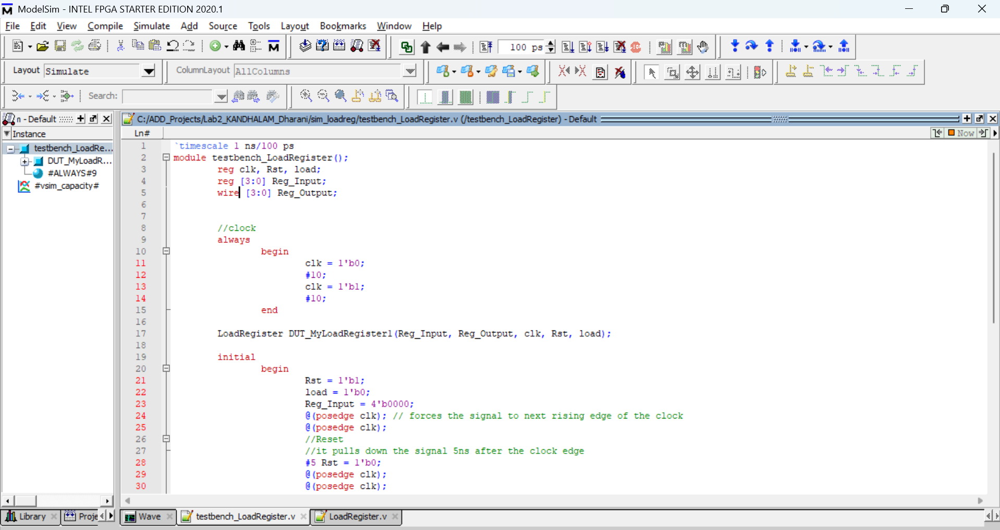 ModelSim - INTEL FPGA STARTER EDITION 2020.1
File Edit View Compile Simulate Add Source Tools Layout Bookmarks Window Help
100 ps
Layout Simulate ColumnLayout AllColumns
Search:
n - Default
Instance
testbench_LoadRe...
DUT_MyLoadR...
#ALWAYS#9
#vsim_capacity#
C:/ADD_Projects/Lab2_KANDHALAM_Dharani/sim_loadreg/testbench_LoadRegister.v (/testbench_LoadRegister) - Default
Ln# Now
1 `timescale 1 ns/100 ps
2 module testbench_LoadRegister();
3 reg clk, Rst, load;
4 reg [3:0] Reg_Input;
5 wire [3:0] Reg_Output;
6
7
8 //clock
9 always
10 begin
11 clk = 1'b0;
12 #10;
13 clk = 1'b1;
14 #10;
15 end
16
17 LoadRegister DUT_MyLoadRegister1(Reg_Input, Reg_Output, clk, Rst, load);
18
19 initial
20 begin
21 Rst = 1'b1;
22 load = 1'b0;
23 Reg_Input = 4'b0000;
24 @(posedge clk); // forces the signal to next rising edge of the clock
25 @(posedge clk);
26 //Reset
27 //it pulls down the signal 5ns after the clock edge
28 #5 Rst = 1'b0;
29 @(posedge clk);
30 @(posedge clk);
Library Proje Wave testbench_LoadRegister.v LoadRegister.v